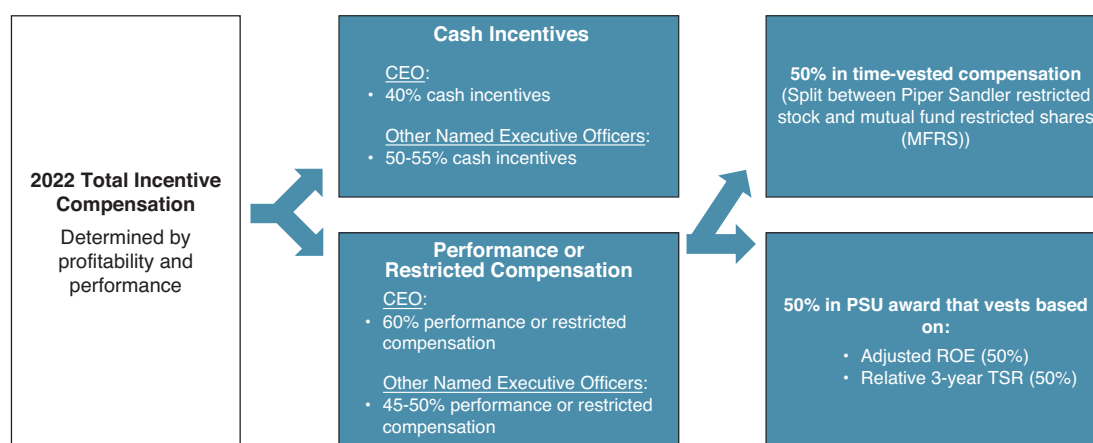 2022 Total Incentive
Compensation
Determined by
profitability and
performance
Cash Incentives
CEO:
• 40% cash incentives
Other Named Executive Officers:
• 50-55% cash incentives
Performance or
Restricted Compensation
CEO:
• 60% performance or restricted
compensation
Other Named Executive Officers:
• 45-50% performance or restricted
compensation
50% in time-vested compensation
(Split between Piper Sandler restricted
stock and mutual fund restricted shares
(MFRS))
50% in PSU award that vests based
on:
• Adjusted ROE (50%)
• Relative 3-year TSR (50%)